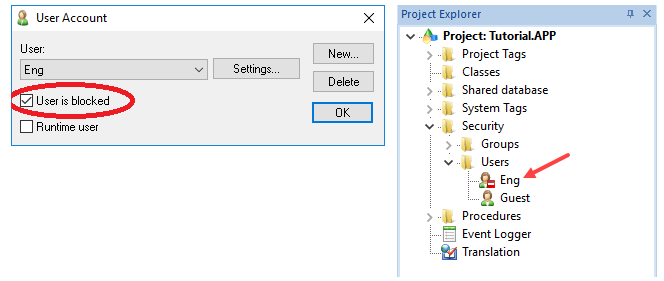 User Account
User:
Eng
Settings...
New...
Delete
User is blocked
OK
Runtime user
Project Explorer
Project: Tutorial.APP
Project Tags
Classes
Shared database
System Tags
Security
Groups
Users
Eng
Guest
Procedures
Event Logger
Translation